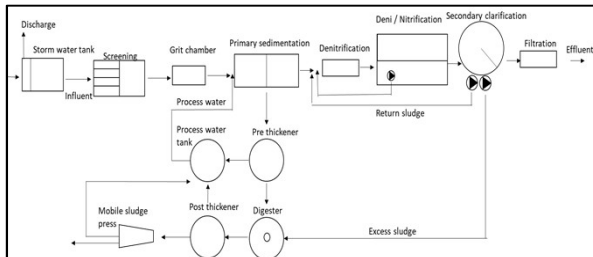 Discharge
Storm water tank
Screening
Grit chamber
Primary sedimentation
Denitrification
Deni / Nitrification
Secondary clarification
Filtration
Effluent
Influent
Process water
Return sludge
Process water
tank
Pre thickener
Mobile sludge
press
Post thickener
Digester
Excess sludge